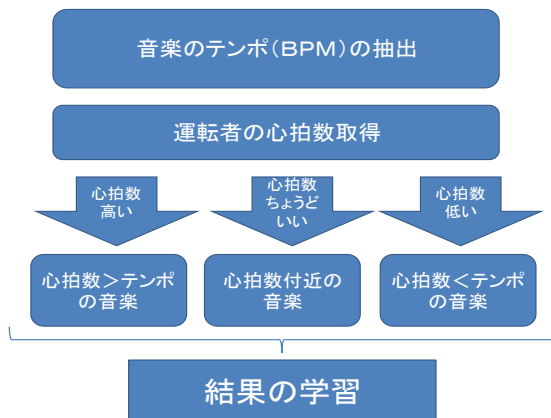 音楽のテンポ(BPM)の抽出
運転者の心拍数取得
心拍数
高い
心拍数
ちょうど
いい
心拍数
低い
心拍数＞テンポ
の音楽
心拍数付近の
音楽
心拍数＜テンポ
の音楽
結果の学習